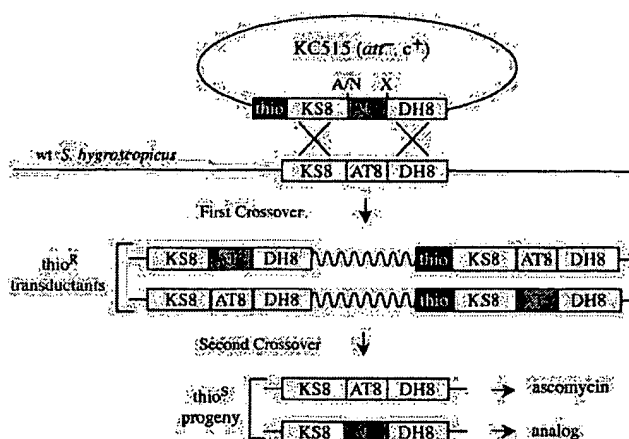 KC515 (att⁻, c⁺)
A/N X
thio KS8 DH8
wt S. hygroscopicus
KS8 AT8 DH8
First Crossover
thioᴿ
transductants
KS8 DH8 thio KS8 AT8 DH8
KS8 AT8 DH8 thio KS8 DH8
Second Crossover
thioˢ
progeny
KS8 AT8 DH8 ascomycin
KS8 DH8 analog